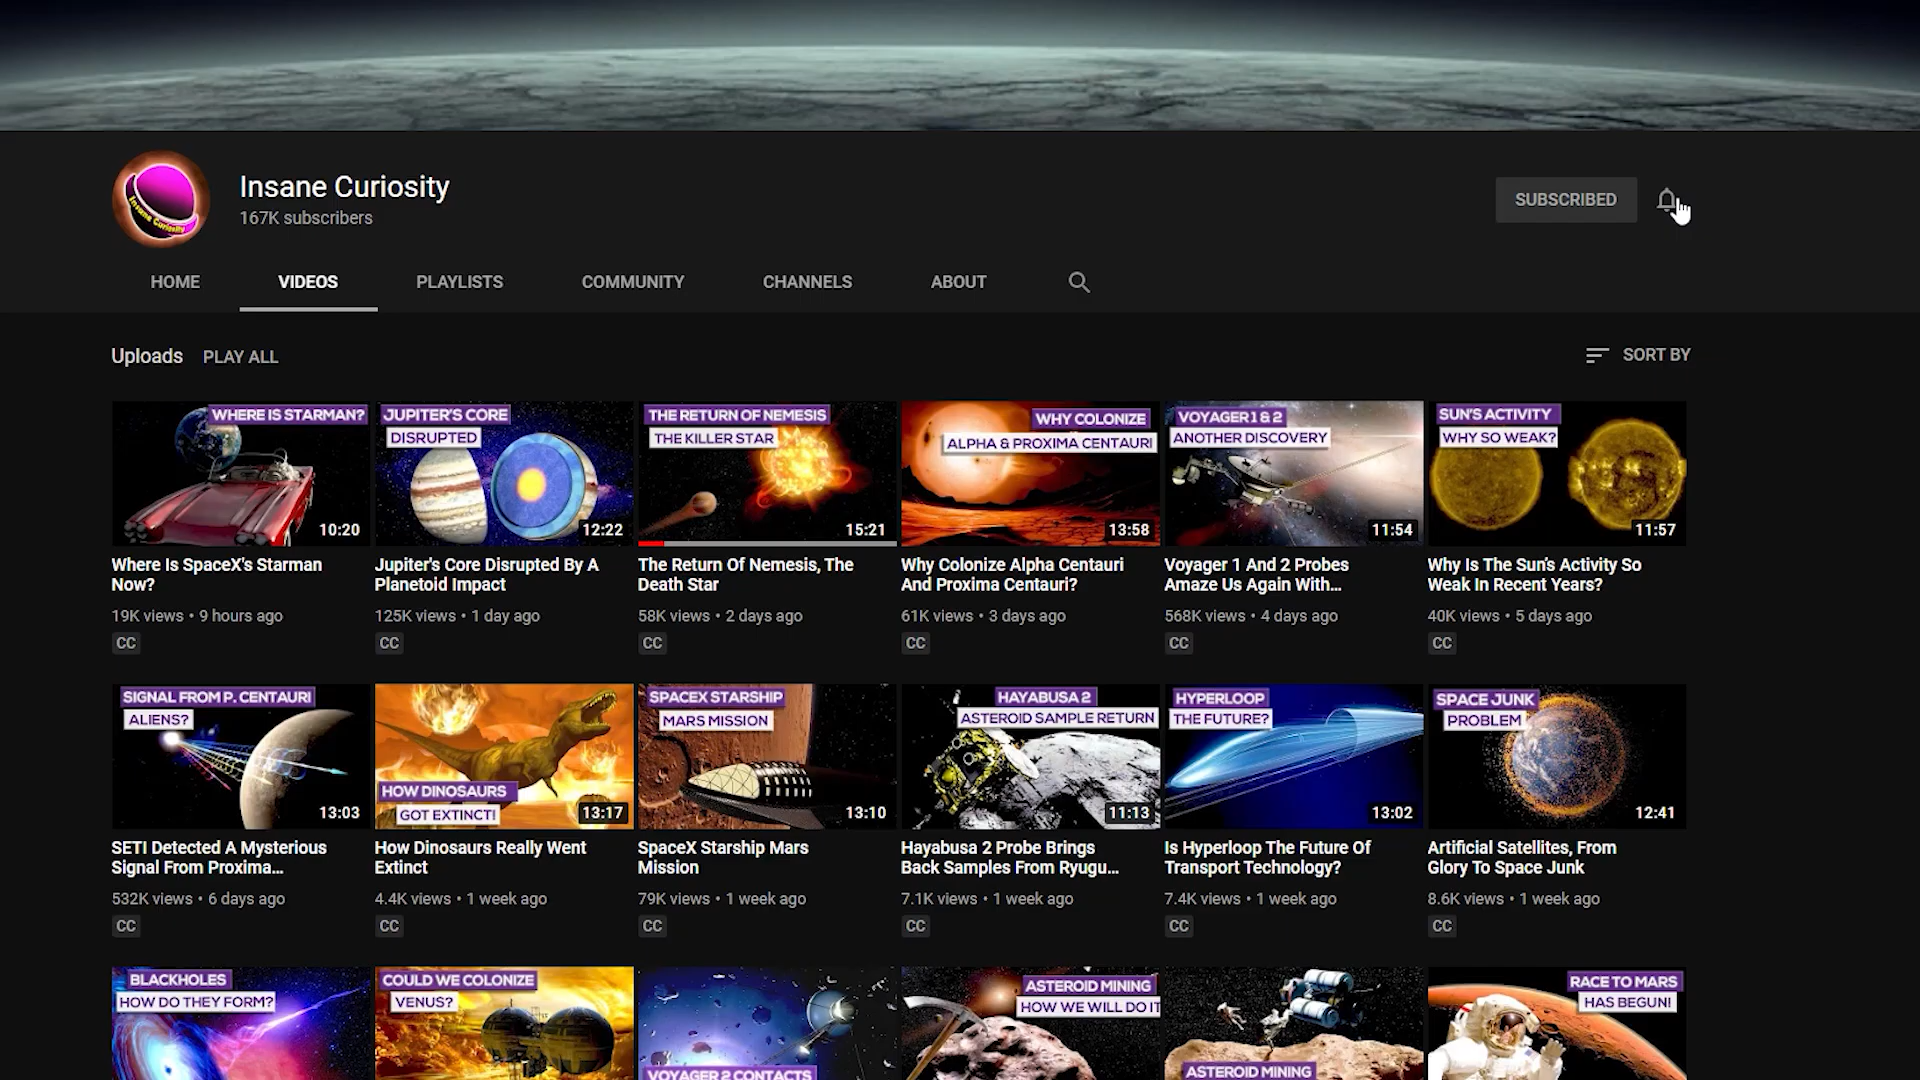 Insane Curiosity
Insane Curiosity
167K subscribers
SUBSCRIBED
HOME
VIDEOS
PLAYLISTS
COMMUNITY
CHANNELS
ABOUT
Uploads
PLAY ALL
SORT BY
WHERE IS STARMAN?
10:20
Where Is SpaceX's Starman
Now?
19K views • 9 hours ago
CC
JUPITER'S CORE
DISRUPTED
12:22
Jupiter's Core Disrupted By A
Planetoid Impact
125K views • 1 day ago
CC
THE RETURN OF NEMESIS
THE KILLER STAR
15:21
The Return Of Nemesis, The
Death Star
58K views • 2 days ago
CC
WHY COLONIZE
ALPHA & PROXIMA CENTAURI
13:58
Why Colonize Alpha Centauri
And Proxima Centauri?
61K views • 3 days ago
CC
VOYAGER 1 & 2
ANOTHER DISCOVERY
11:54
Voyager 1 And 2 Probes
Amaze Us Again With...
568K views • 4 days ago
CC
SUN'S ACTIVITY
WHY SO WEAK?
11:57
Why Is The Sun's Activity So
Weak In Recent Years?
40K views • 5 days ago
CC
SIGNAL FROM P. CENTAURI
ALIENS?
13:03
SETI Detected A Mysterious
Signal From Proxima...
532K views • 6 days ago
CC
HOW DINOSAURS
GOT EXTINCT!
13:17
How Dinosaurs Really Went
Extinct
4.4K views • 1 week ago
CC
SPACEX STARSHIP
MARS MISSION
13:10
SpaceX Starship Mars
Mission
79K views • 1 week ago
CC
HAYABUSA 2
ASTEROID SAMPLE RETURN
11:13
Hayabusa 2 Probe Brings
Back Samples From Ryugu...
7.1K views • 1 week ago
CC
HYPERLOOP
THE FUTURE?
13:02
Is Hyperloop The Future Of
Transport Technology?
7.4K views • 1 week ago
CC
SPACE JUNK
PROBLEM
12:41
Artificial Satellites, From
Glory To Space Junk
8.6K views • 1 week ago
CC
BLACKHOLES
HOW DO THEY FORM?
COULD WE COLONIZE
VENUS?
VOYAGER 2 CONTACTS
ASTEROID MINING
HOW WE WILL DO IT
ASTEROID MINING
RACE TO MARS
HAS BEGUN!